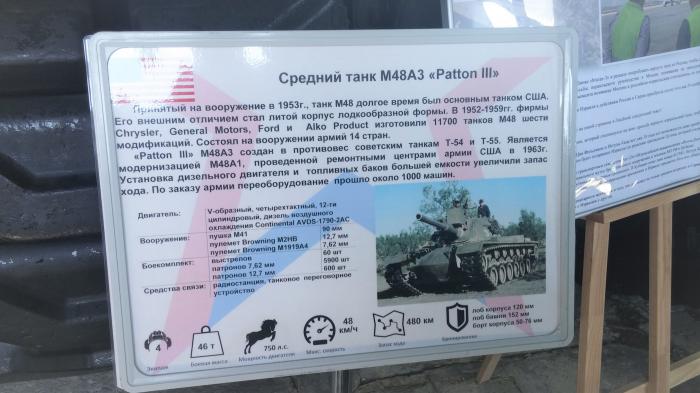 Средний танк М48А3 «Patton III»
Принятый на вооружение в 1953г., танк М48 долгое время был основным танком США.
Его внешним отличием стал литой корпус лодкообразной формы. В 1952-1959гг. фирмы
Chrysler, General Motors, Ford и Alko Product изготовили 11700 танков М48 шести
модификаций. Состоял на вооружении армий 14 стран.
«Patton III» М48А3 создан в противовес советским танкам Т-54 и Т-55. Является
модернизацией М48А1, проведенной ремонтными центрами армии США в 1963г.
Установка дизельного двигателя и топливных баков большей емкости увеличили запас
хода. По заказу армии переоборудование прошло около 1000 машин.
Двигатель: V-образный, четырехтактный, 12-ти
цилиндровый, дизель воздушного
охлаждения Continental AVDS-1790-2AC
Вооружение: пушка М41 90 мм
пулемет Browning M2HB 12,7 мм
пулемет Browning M1919A4 7,62 мм
Боекомплект: выстрелов 60 шт
патронов 7,62 мм 5900 шт
патронов 12,7 мм 600 шт
Средства связи: радиостанция, танковое переговорное
устройство
4
Экипаж
46 т
Боевая масса
750 л.с.
Мощность двигателя
48
км/ч
Макс. скорость
480 км
Запас хода
лоб корпуса 120 мм
лоб башни 152 мм
борт корпуса 50-76 мм
Бронирование